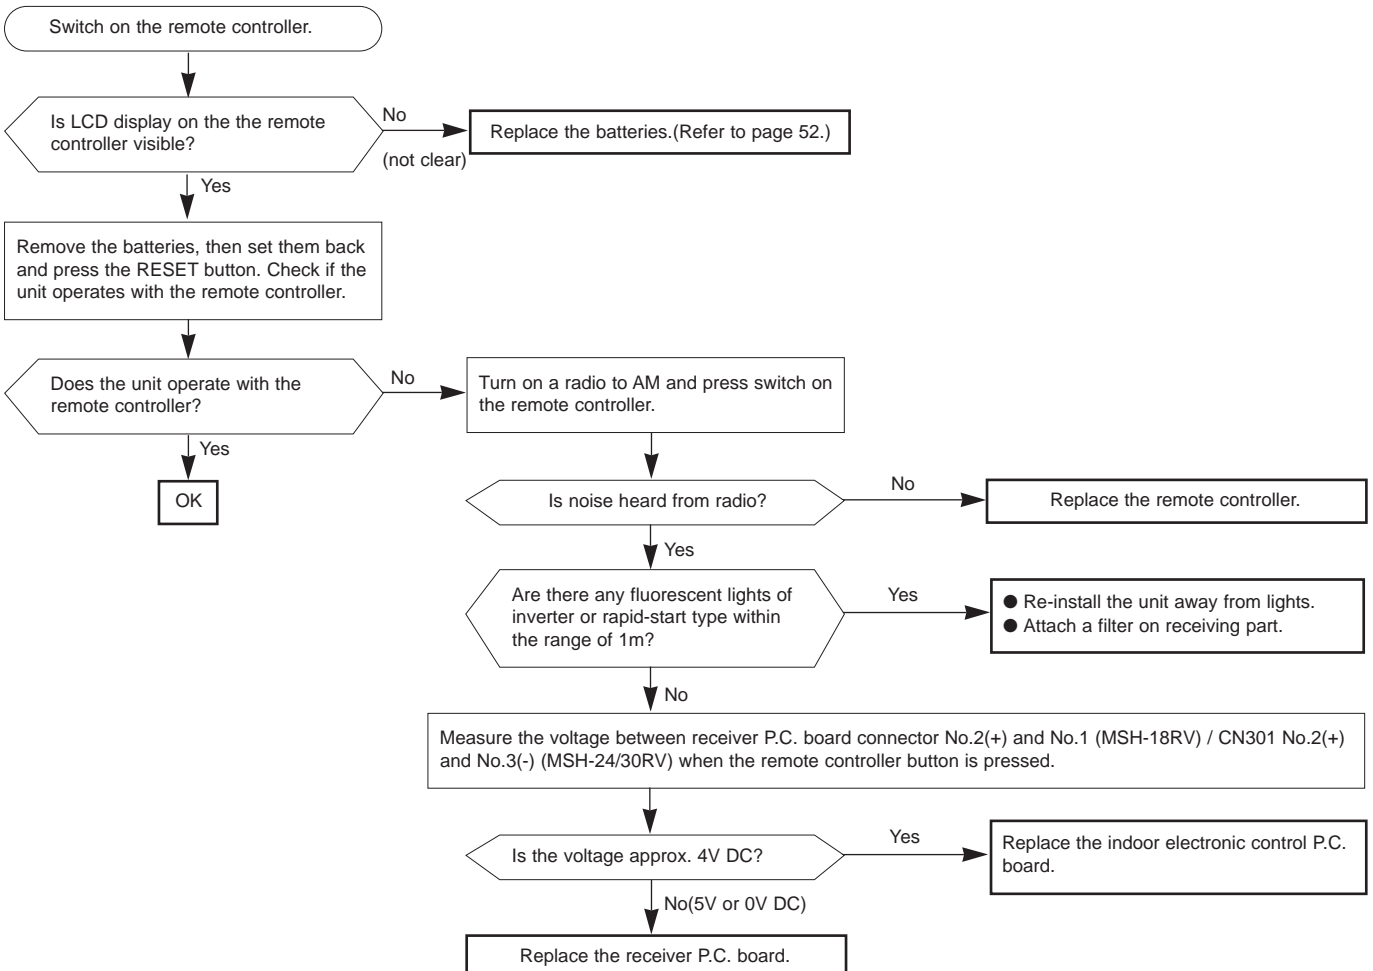 Switch on the remote controller.
Is LCD display on the the remote
controller visible?
No
(not clear)
Replace the batteries.(Refer to page 52.)
Yes
Remove the batteries, then set them back
and press the RESET button. Check if the
unit operates with the remote controller.
Does the unit operate with the
remote controller?
No
Turn on a radio to AM and press switch on
the remote controller.
Yes
OK
Is noise heard from radio?
No
Replace the remote controller.
Yes
Are there any fluorescent lights of
inverter or rapid-start type within
the range of 1m?
Yes
● Re-install the unit away from lights.
● Attach a filter on receiving part.
No
Measure the voltage between receiver P.C. board connector No.2(+) and No.1 (MSH-18RV) / CN301 No.2(+)
and No.3(-) (MSH-24/30RV) when the remote controller button is pressed.
Is the voltage approx. 4V DC?
Yes
Replace the indoor electronic control P.C.
board.
No(5V or 0V DC)
Replace the receiver P.C. board.